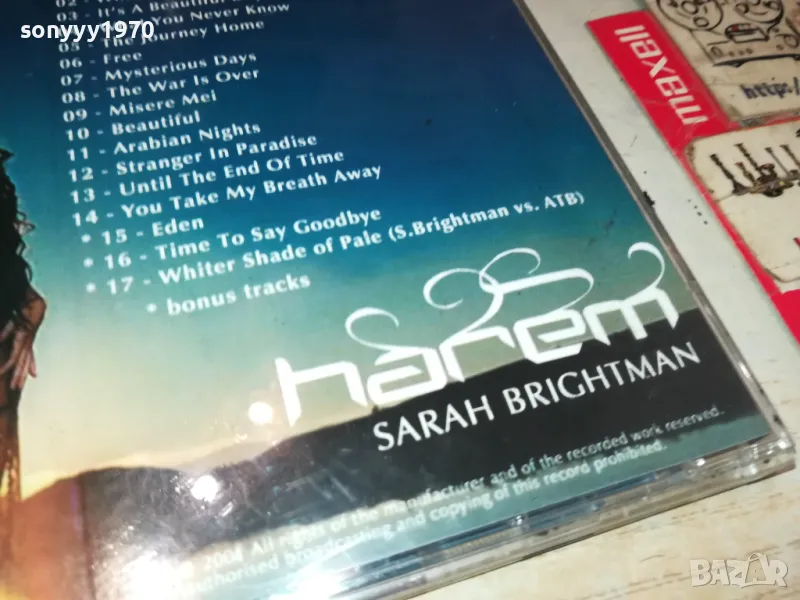 sonyyy1970
02 -
03 - It's A Beautiful
You Never Know
05 - The Journey Home
06 - Free
07 - Mysterious Days
08 - The War Is Over
09 - Misere Mei
10 - Beautiful
11 - Arabian Nights
12 - Stranger In Paradise
13 - Until The End Of Time
14 - You Take My Breath Away
* 15 - Eden
* 16 - Time To Say Goodbye
* 17 - Whiter Shade of Pale (S.Brightman vs. ATB)
* bonus tracks
harem
SARAH BRIGHTMAN
All rights of the manufacturer and of the recorded work reserved.
broadcasting and copying of this record prohibited.
maxell
https:/
BAZAR